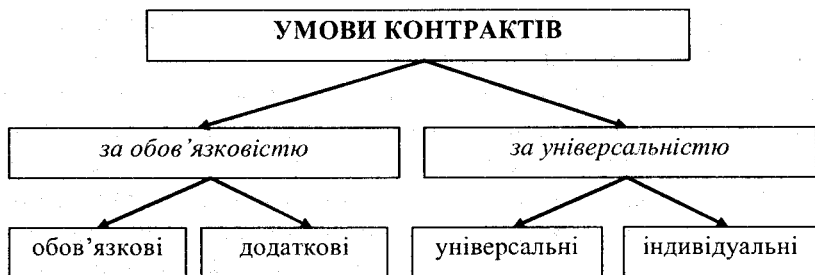 УМОВИ КОНТРАКТІВ
за обов’язковістю
за універсальністю
обов’язкові
додаткові
універсальні
індивідуальні